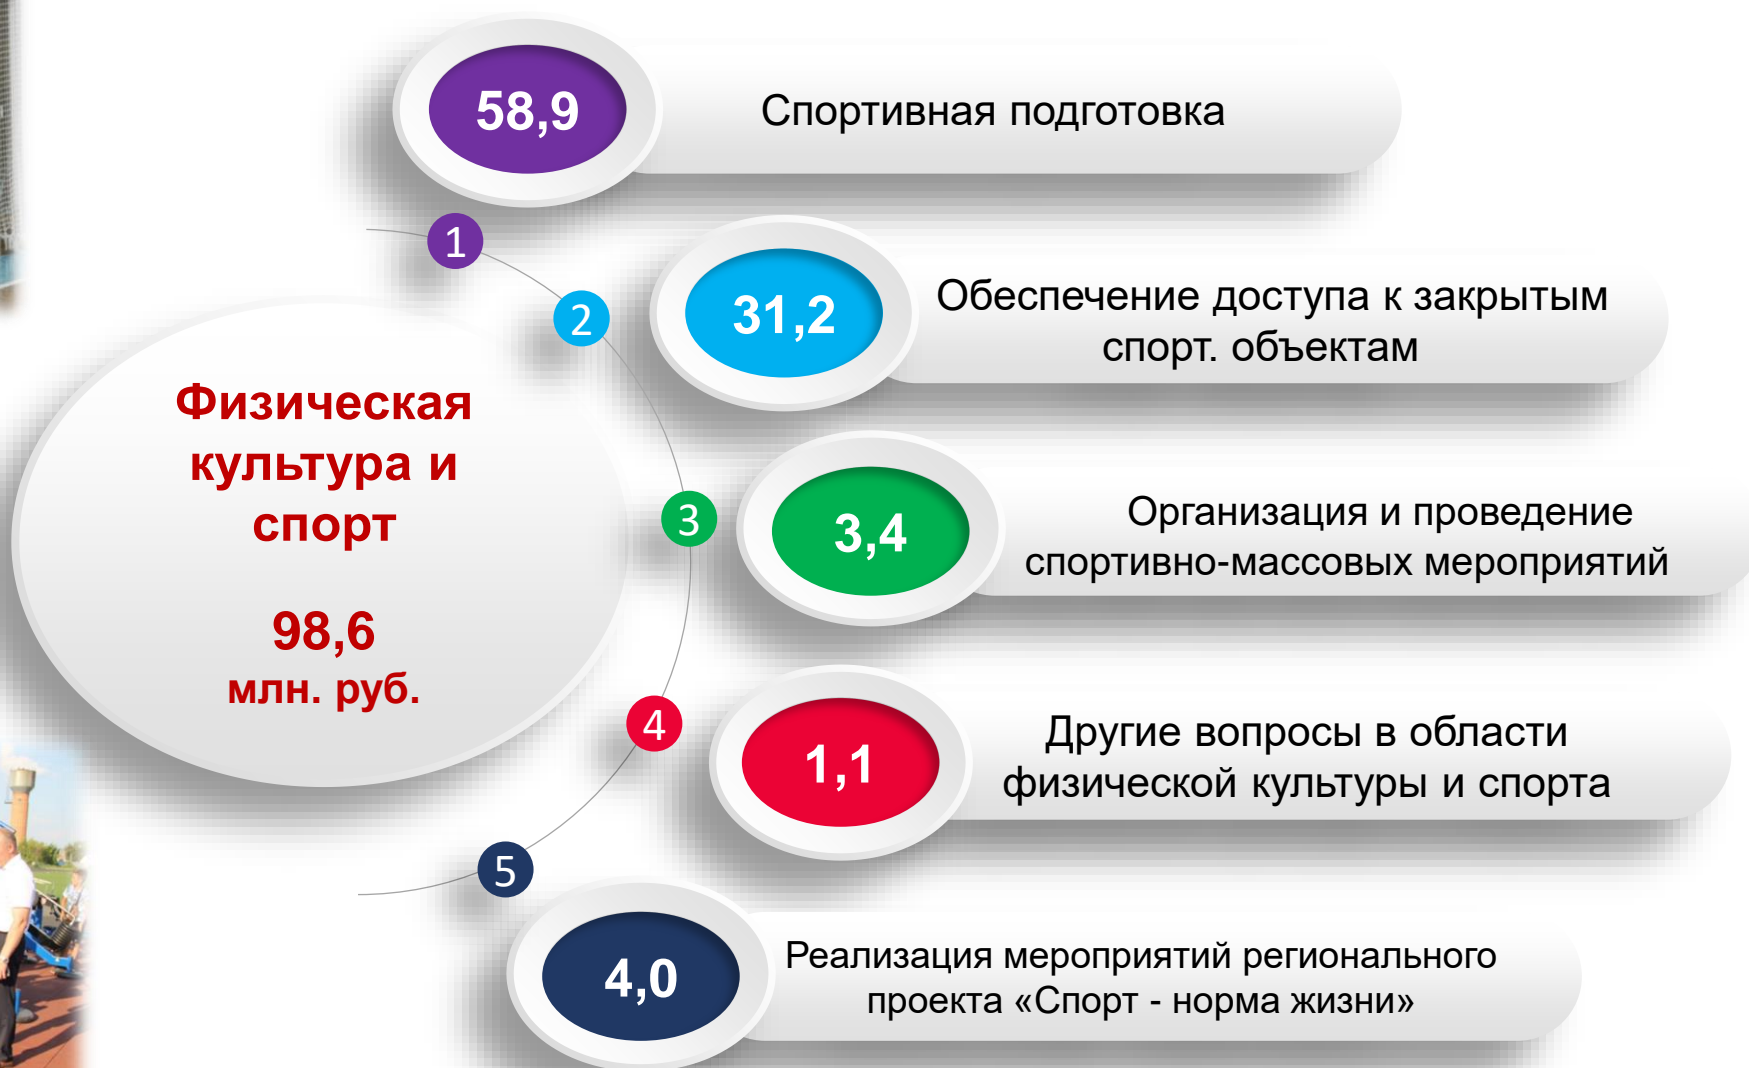 58,9
Спортивная подготовка
1
2
31,2
Обеспечение доступа к закрытым
спорт. объектам
Физическая
культура и
спорт
98,6
млн. руб.
3
3,4
Организация и проведение
спортивно-массовых мероприятий
4
1,1
Другие вопросы в области
физической культуры и спорта
5
4,0
Реализация мероприятий регионального
проекта «Спорт - норма жизни»